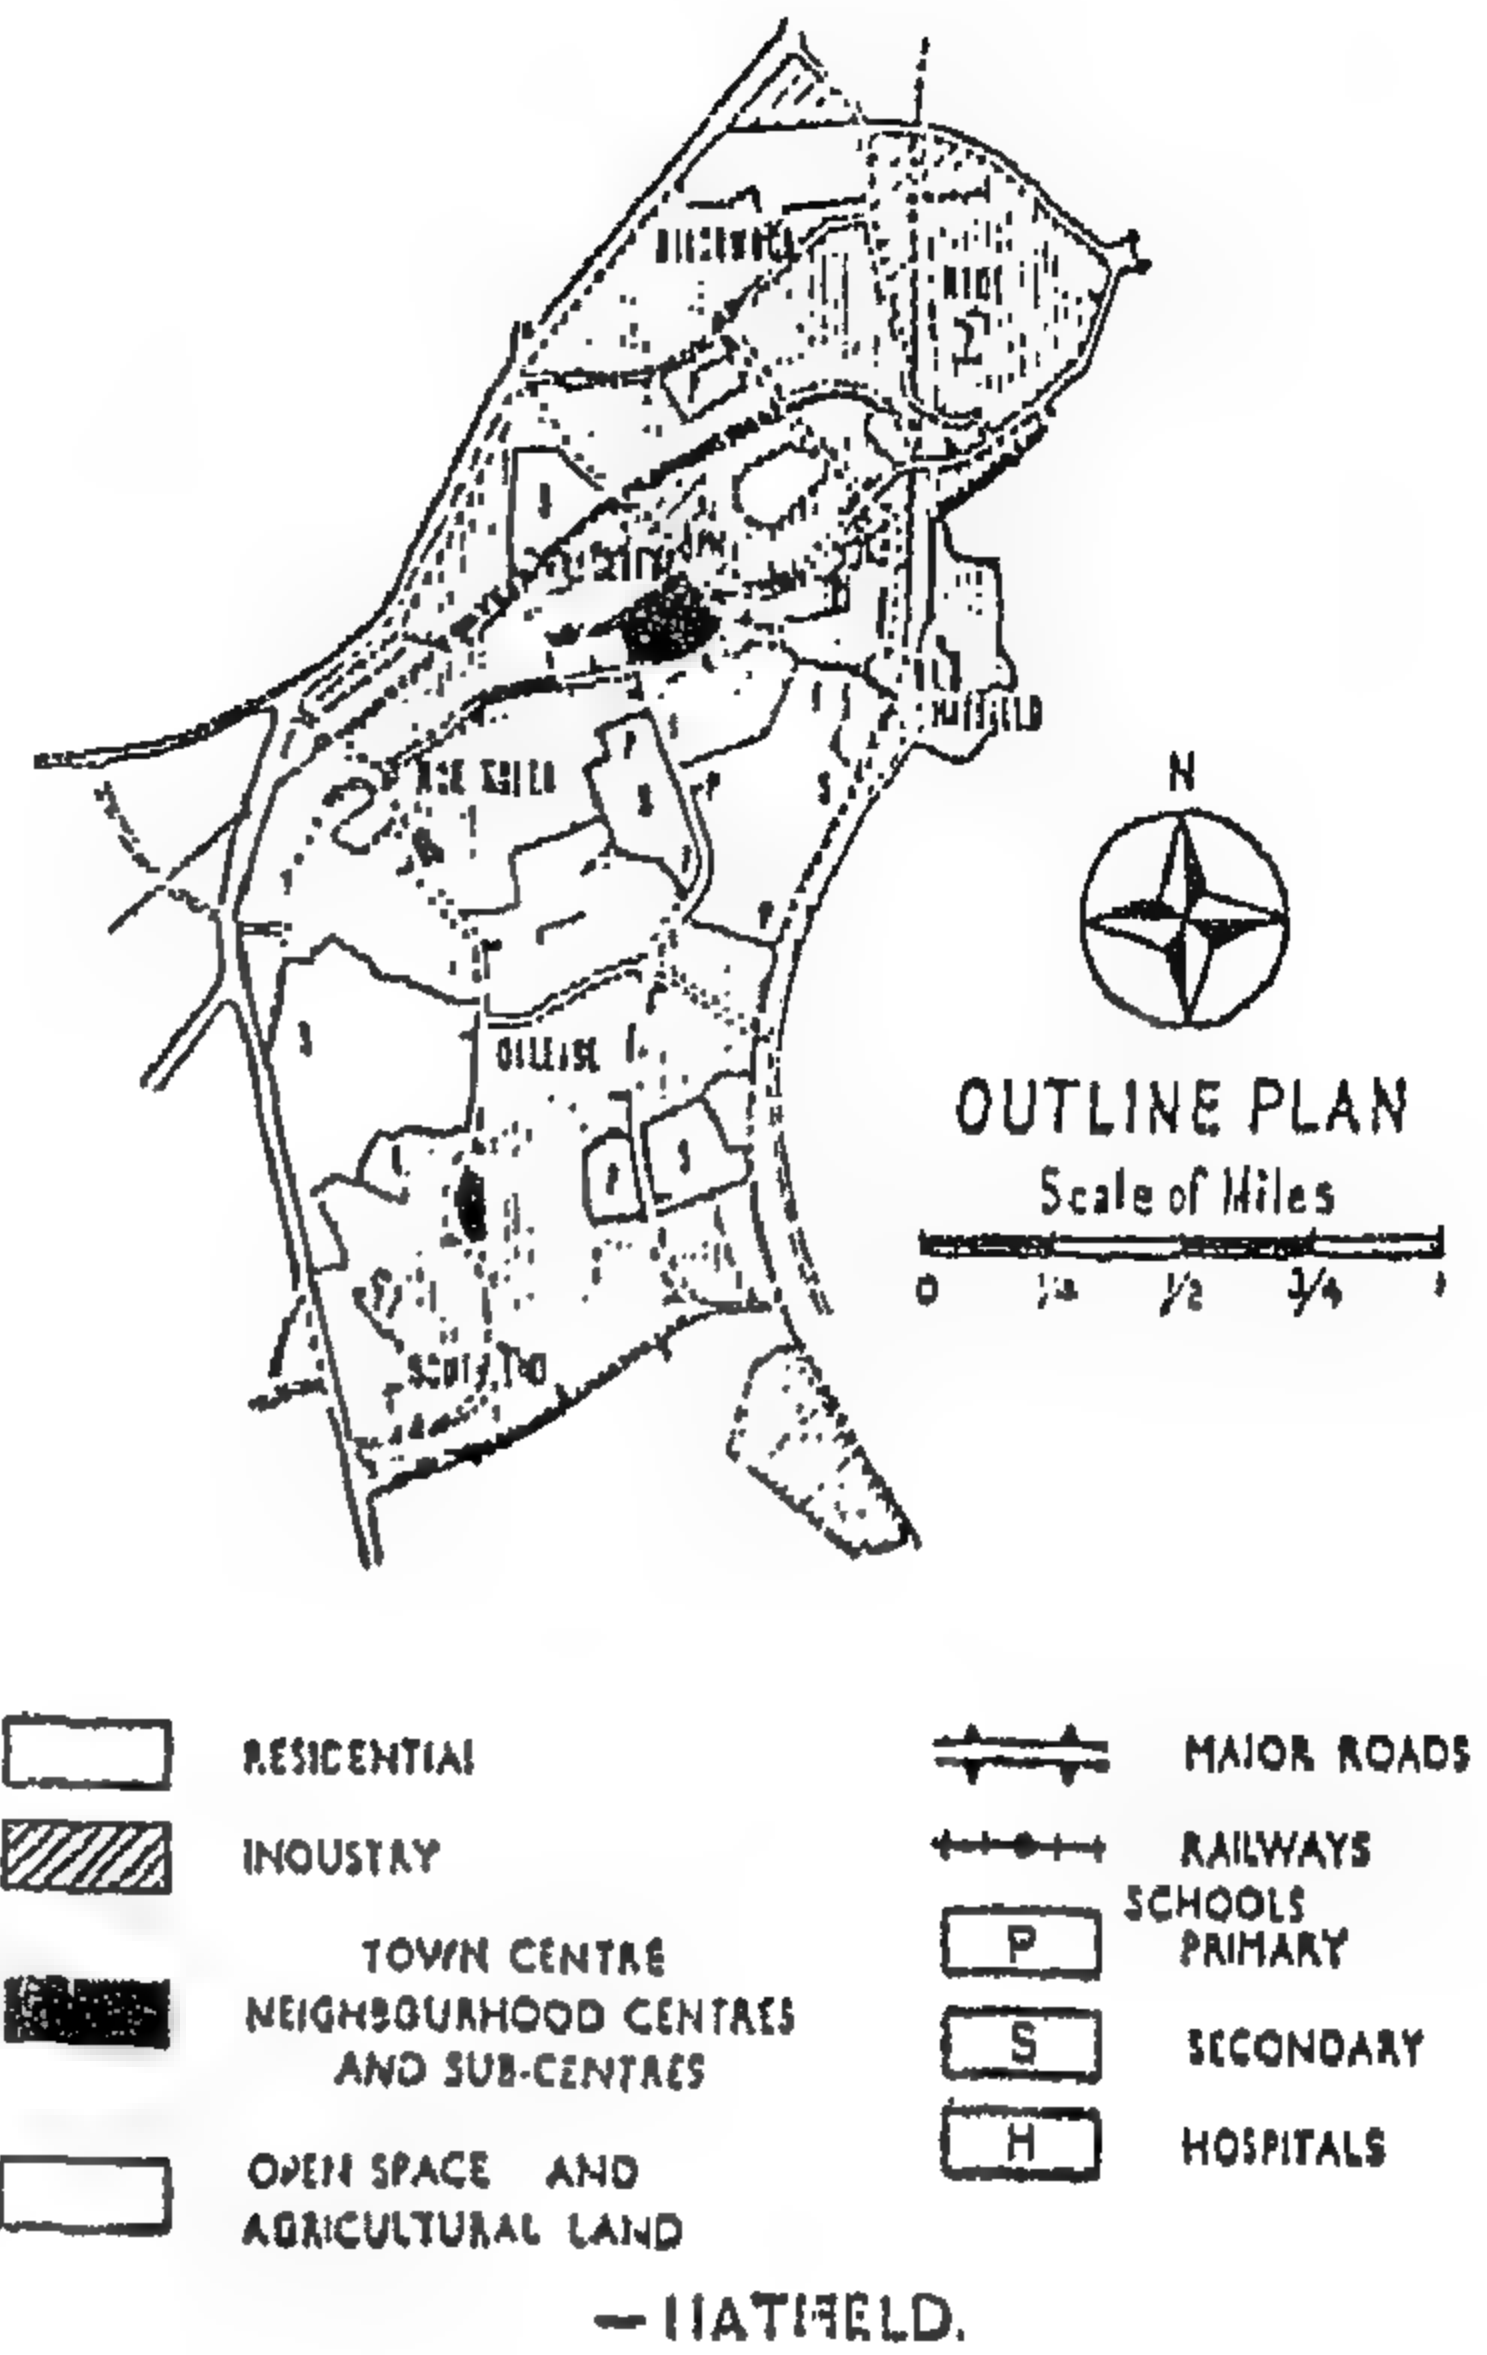 HATFIELD
N
OUTLINE PLAN
Scale of Miles
0 1/4 1/2 3/4 1
RESIDENTIAL
INDUSTRY
TOWN CENTRE
NEIGHBOURHOOD CENTRES
AND SUB-CENTRES
OPEN SPACE AND
AGRICULTURAL LAND
MAJOR ROADS
RAILWAYS
SCHOOLS
P PRIMARY
S SECONDARY
H HOSPITALS
— HATFIELD.